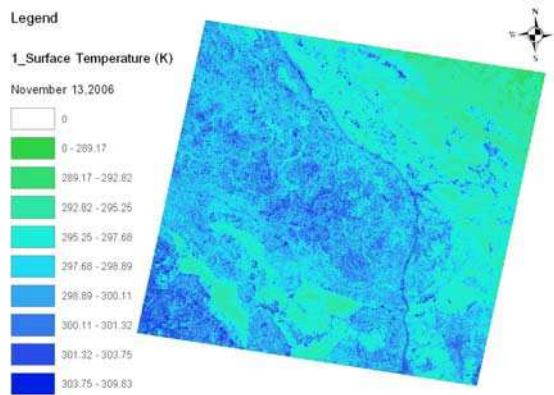 Legend
1_Surface Temperature (K)
November 13,2006
0
0 - 289.17
289.17 - 292.82
292.82 - 295.25
295.25 - 297.68
297.68 - 298.89
298.89 - 300.11
300.11 - 301.32
301.32 - 303.75
303.75 - 309.83
N
W E
S